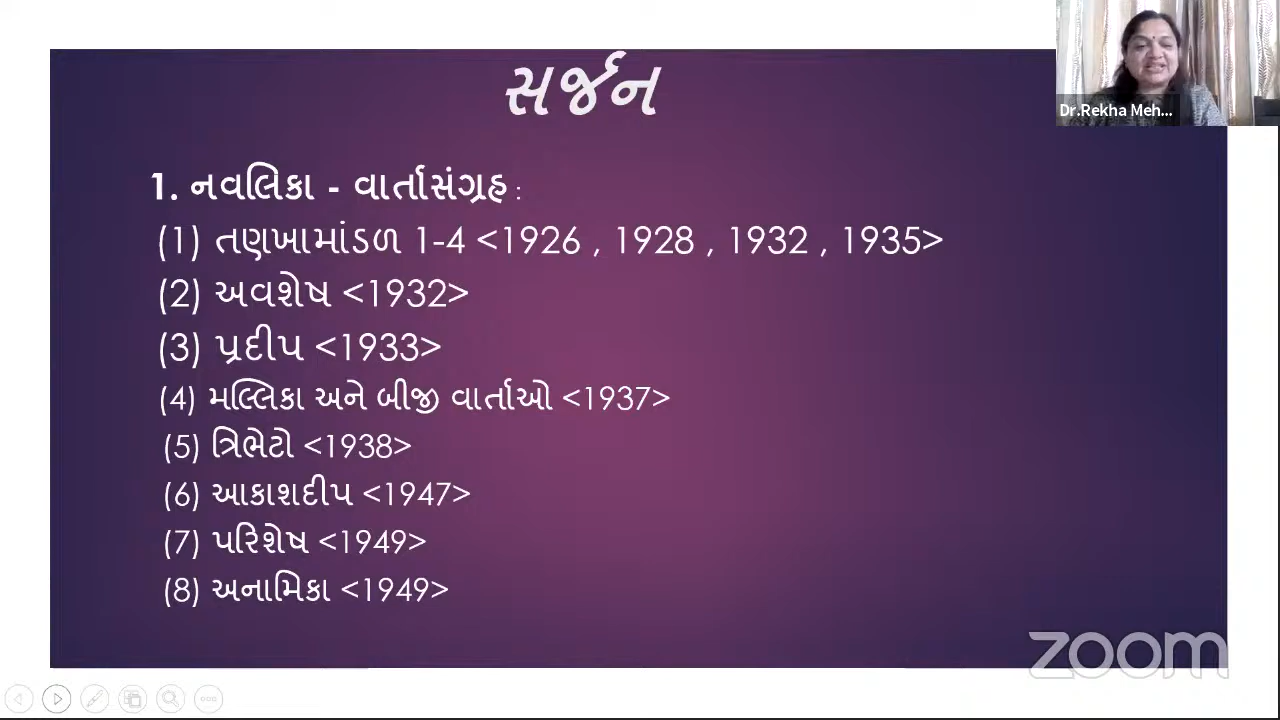 સર્જન
Dr.Rekha Meh...
1. નવલિકા - વાર્તાસંગ્રહ :
(1) તણખામાંડળ 1-4 <1926 , 1928 , 1932 , 1935>
(2) અવશેષ <1932>
(3) પ્રદીપ <1933>
(4) મલ્લિકા અને બીજી વાર્તાઓ <1937>
(5) ત્રિભેટો <1938>
(6) આકાશદીપ <1947>
(7) પરિશેષ <1949>
(8) અનામિકા <1949>
zoom